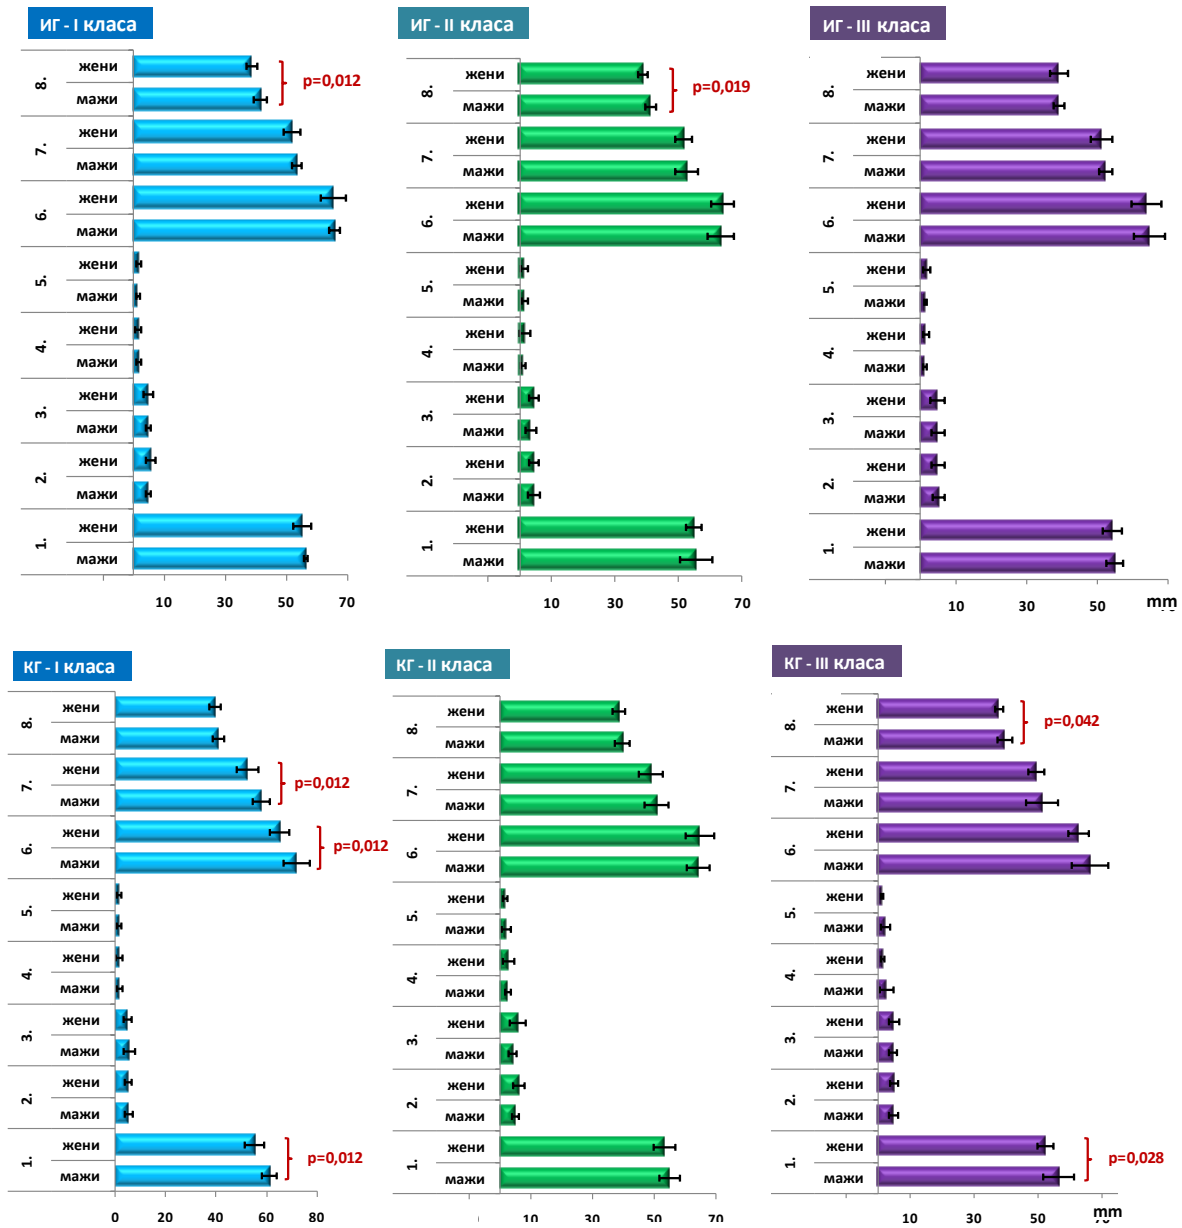 ИГ - I класа
8.
жени
мажи
p=0,012
7.
жени
мажи
6.
жени
мажи
5.
жени
мажи
4.
жени
мажи
3.
жени
мажи
2.
жени
мажи
1.
жени
мажи
10 30 50 70
ИГ - II класа
8.
жени
мажи
p=0,019
7.
жени
мажи
6.
жени
мажи
5.
жени
мажи
4.
жени
мажи
3.
жени
мажи
2.
жени
мажи
1.
жени
мажи
10 30 50 70
ИГ - III класа
8.
жени
мажи
7.
жени
мажи
6.
жени
мажи
5.
жени
мажи
4.
жени
мажи
3.
жени
мажи
2.
жени
мажи
1.
жени
мажи
10 30 50 mm
КГ - I класа
8.
жени
мажи
7.
жени
мажи
p=0,012
6.
жени
мажи
p=0,012
5.
жени
мажи
4.
жени
мажи
3.
жени
мажи
2.
жени
мажи
1.
жени
мажи
p=0,012
0 20 40 60 80
КГ - II класа
8.
жени
мажи
7.
жени
мажи
6.
жени
мажи
5.
жени
мажи
4.
жени
мажи
3.
жени
мажи
2.
жени
мажи
1.
жени
мажи
10 30 50 70
КГ - III класа
8.
жени
мажи
p=0,042
7.
жени
мажи
6.
жени
мажи
5.
жени
мажи
4.
жени
мажи
3.
жени
мажи
2.
жени
мажи
1.
жени
мажи
p=0,028
10 30 50 mm